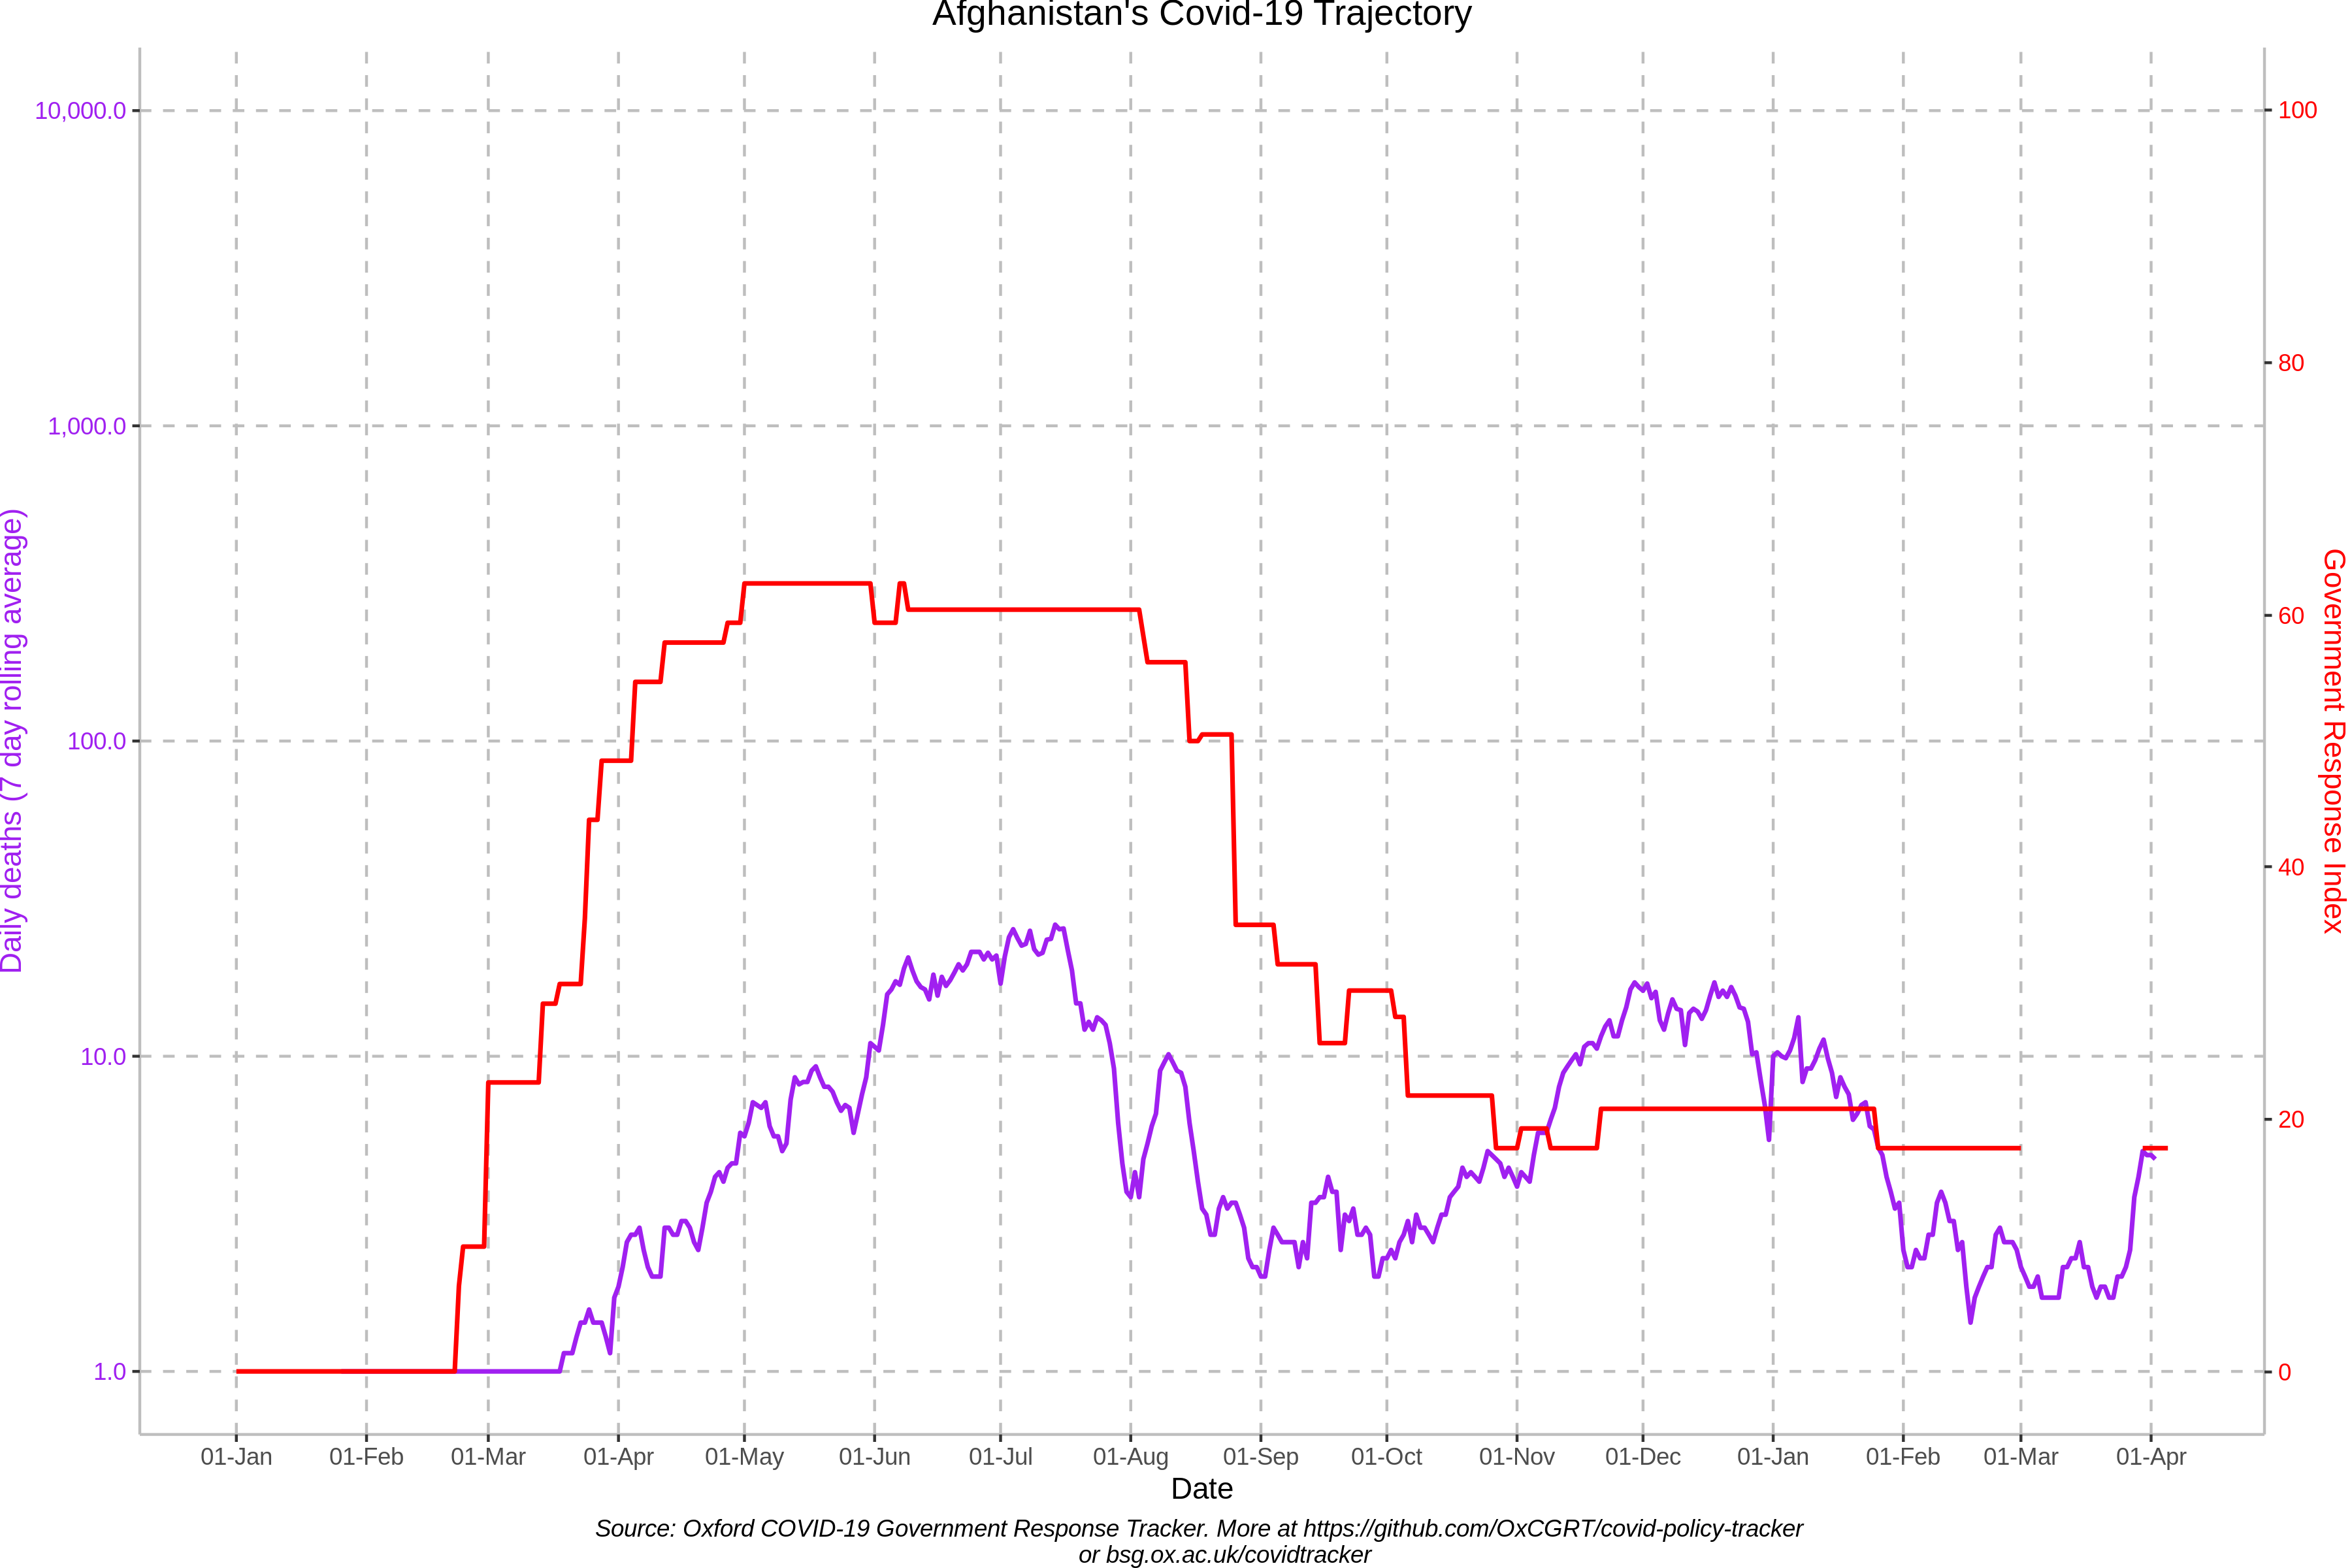 Afghanistan's Covid-19 Trajectory
10,000.0
1,000.0
100.0
10.0
1.0
Daily deaths (7 day rolling average)
100
80
60
40
20
0
Government Response Index
01-Jan 01-Feb 01-Mar 01-Apr 01-May 01-Jun 01-Jul 01-Aug 01-Sep 01-Oct 01-Nov 01-Dec 01-Jan 01-Feb 01-Mar 01-Apr
Date
Source: Oxford COVID-19 Government Response Tracker. More at https://github.com/OxCGRT/covid-policy-tracker
or bsg.ox.ac.uk/covidtracker